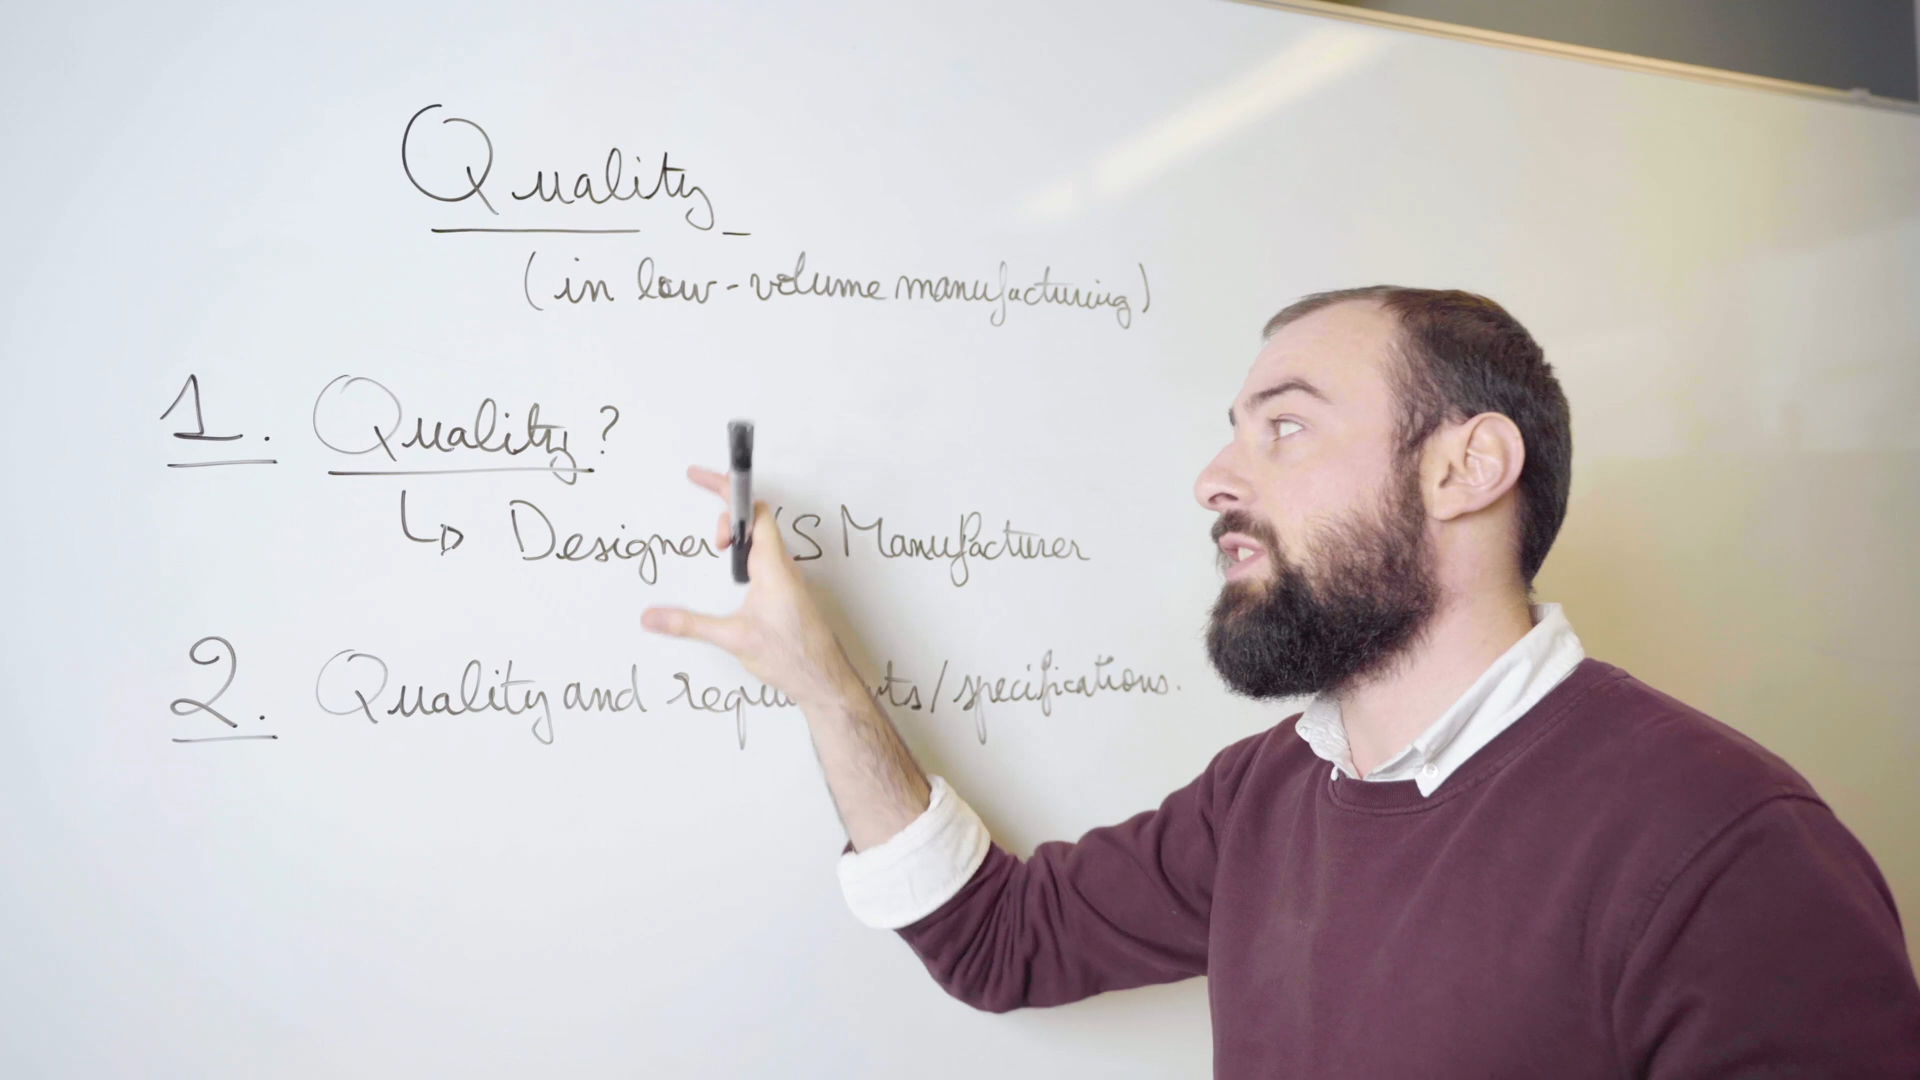 Quality
(in low-volume manufacturing)
1. Quality?
↳ Designer VS Manufacturer
2. Quality and requirements/specifications.